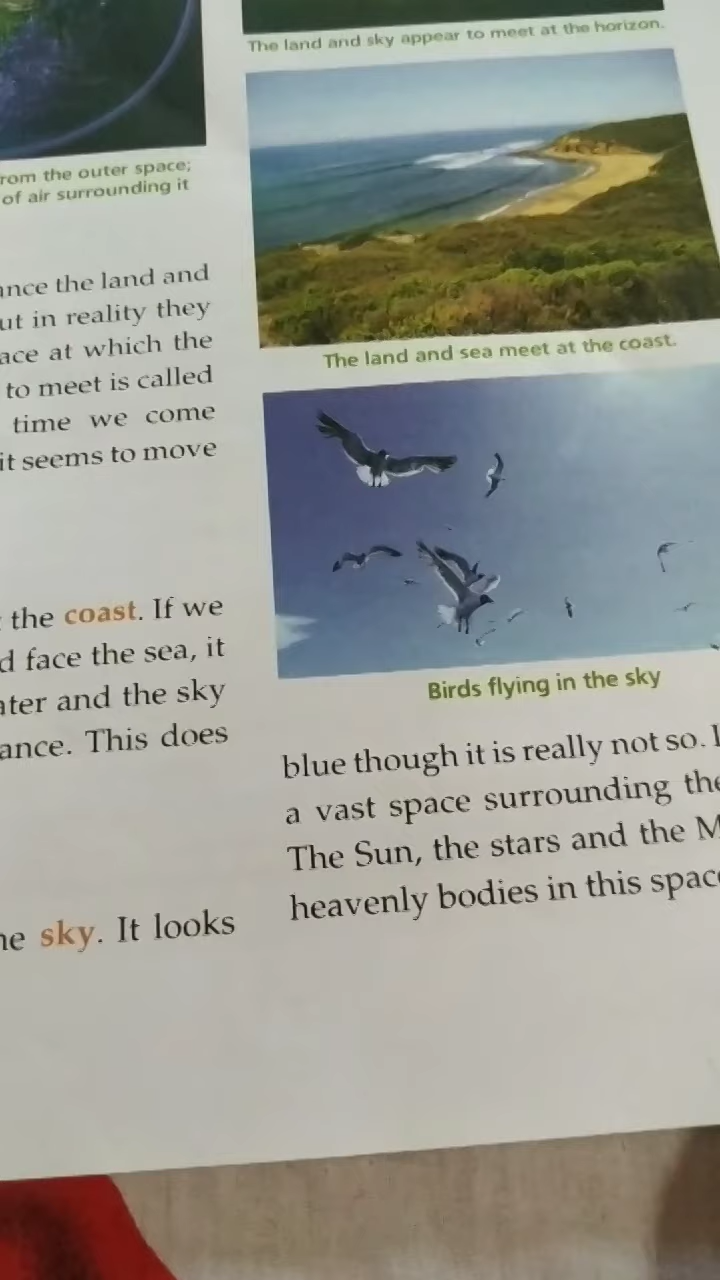 The land and sky appear to meet at the horizon.
rom the outer space;
of air surrounding it
The land and sea meet at the coast.
Birds flying in the sky
ance the land and
ut in reality they
ace at which the
to meet is called
time we come
it seems to move
the coast. If we
d face the sea, it
ater and the sky
ance. This does
he sky. It looks
blue though it is really not so. I
a vast space surrounding the
The Sun, the stars and the M
heavenly bodies in this space